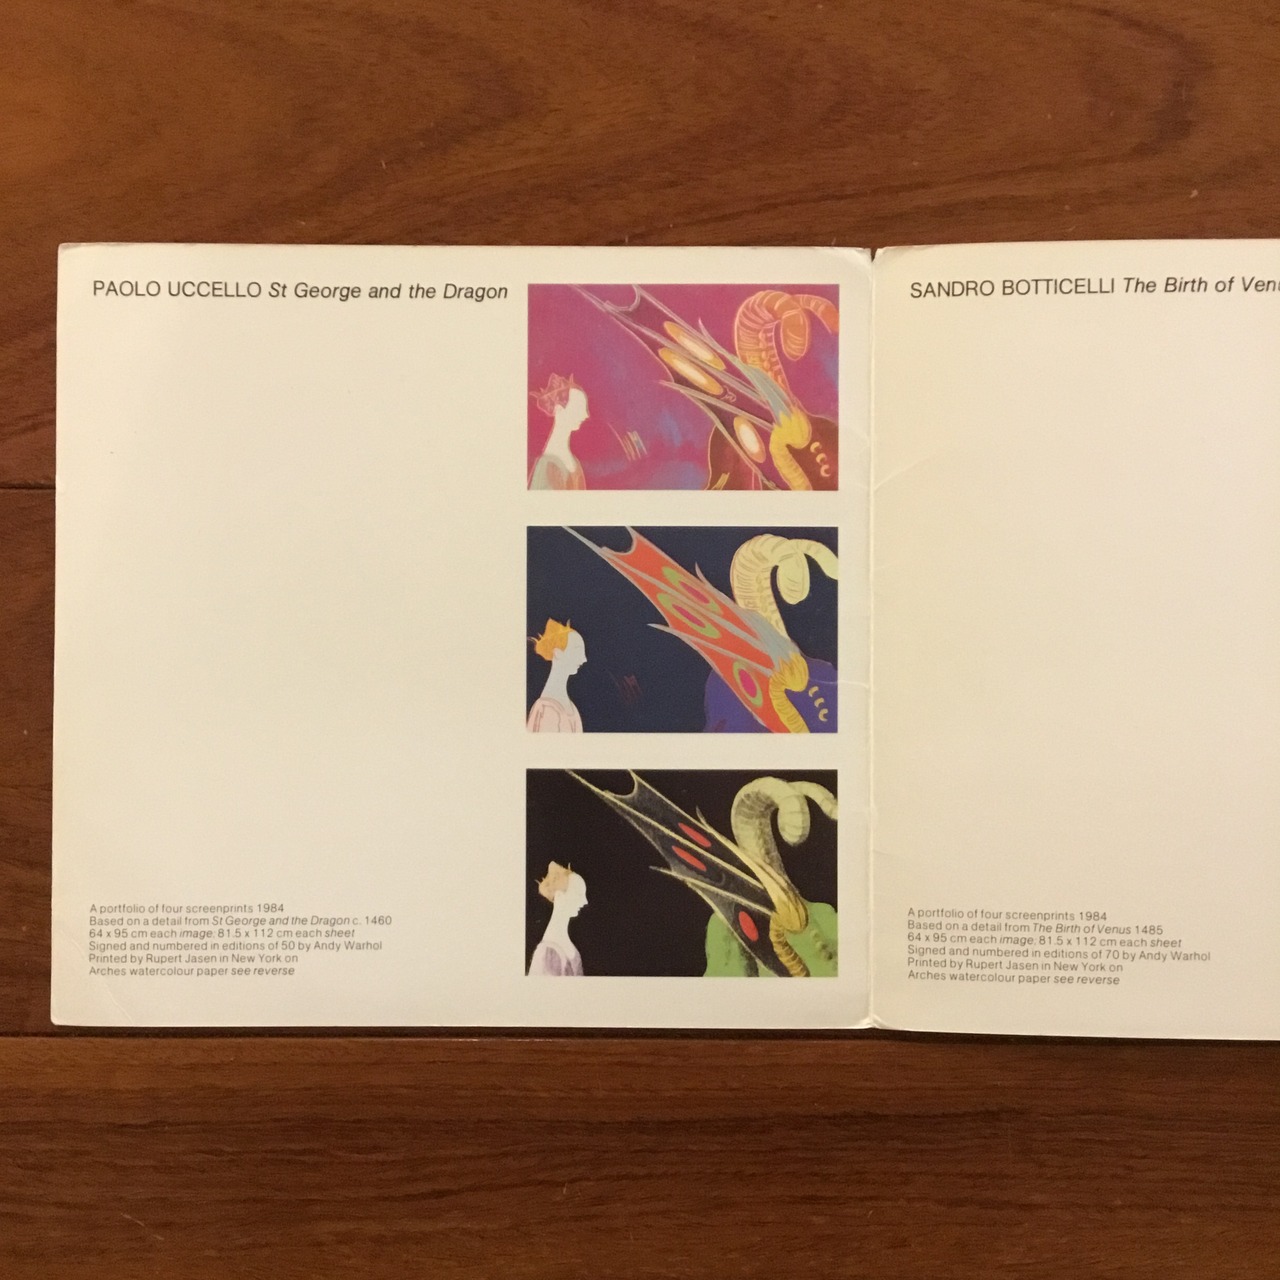 PAOLO UCCELLO St George and the Dragon
A portfolio of four screenprints 1984
Based on a detail from St George and the Dragon c. 1460
64 x 95 cm each image, 81.5 x 112 cm each sheet
Signed and numbered in editions of 50 by Andy Warhol
Printed by Rupert Jasen in New York on
Arches watercolour paper see reverse
SANDRO BOTTICELLI The Birth of Venu
A portfolio of four screenprints 1984
Based on a detail from The Birth of Venus 1485
64 x 95 cm each image, 81.5 x 112 cm each sheet
Signed and numbered in editions of 70 by Andy Warhol
Printed by Rupert Jasen in New York on
Arches watercolour paper see reverse